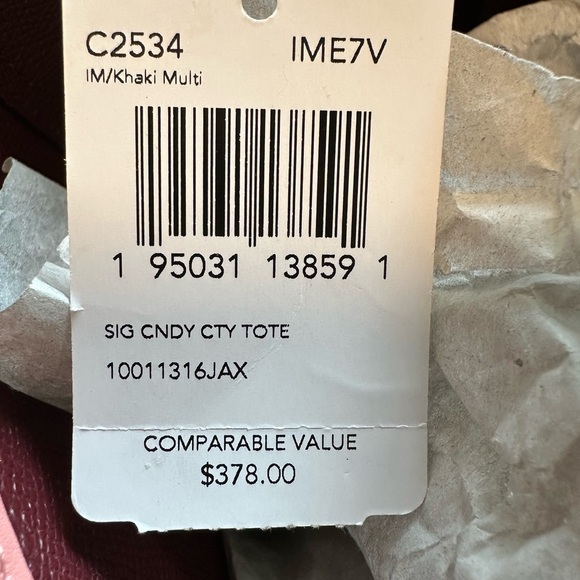 C2534 IME7V
IM/Khaki Multi
1 95031 13859 1
SIG CNDY CTY TOTE
10011316JAX
COMPARABLE VALUE
$378.00